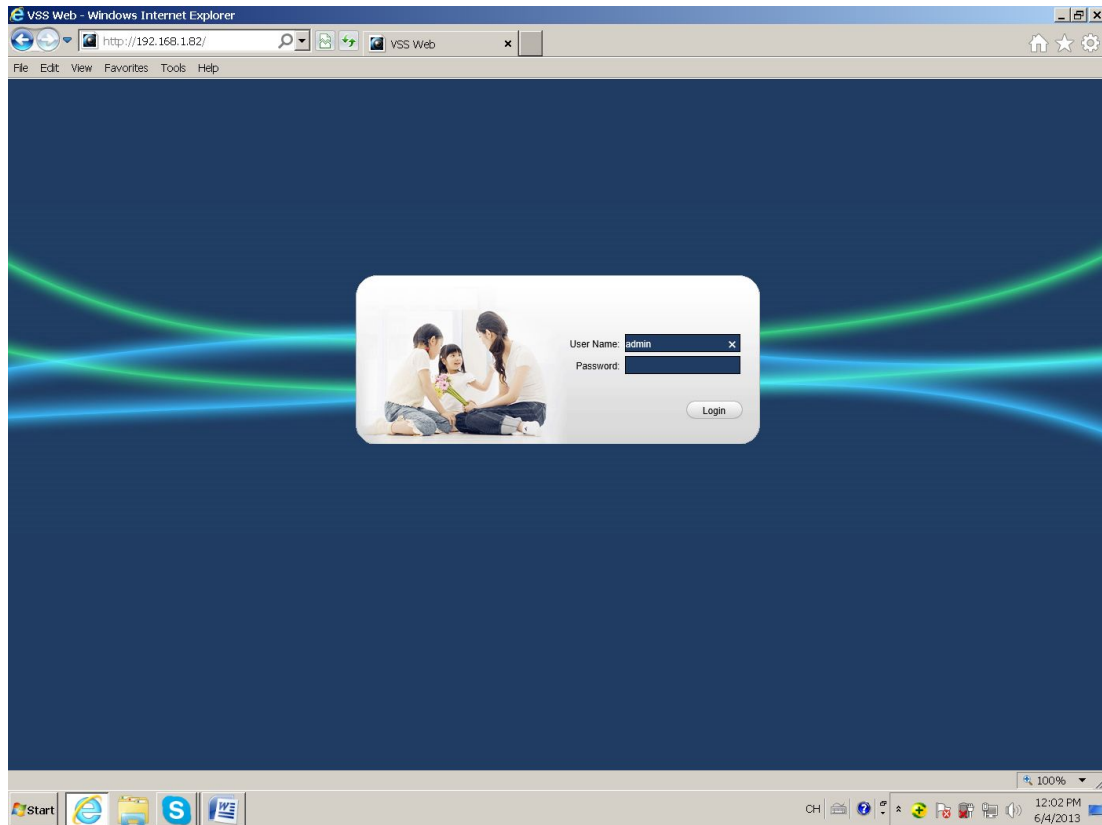 VSS Web - Windows Internet Explorer
http://192.168.1.82/
VSS Web
File Edit View Favorites Tools Help
User Name: admin
Password:
Login
100%
Start
CH
12:02 PM
6/4/2013